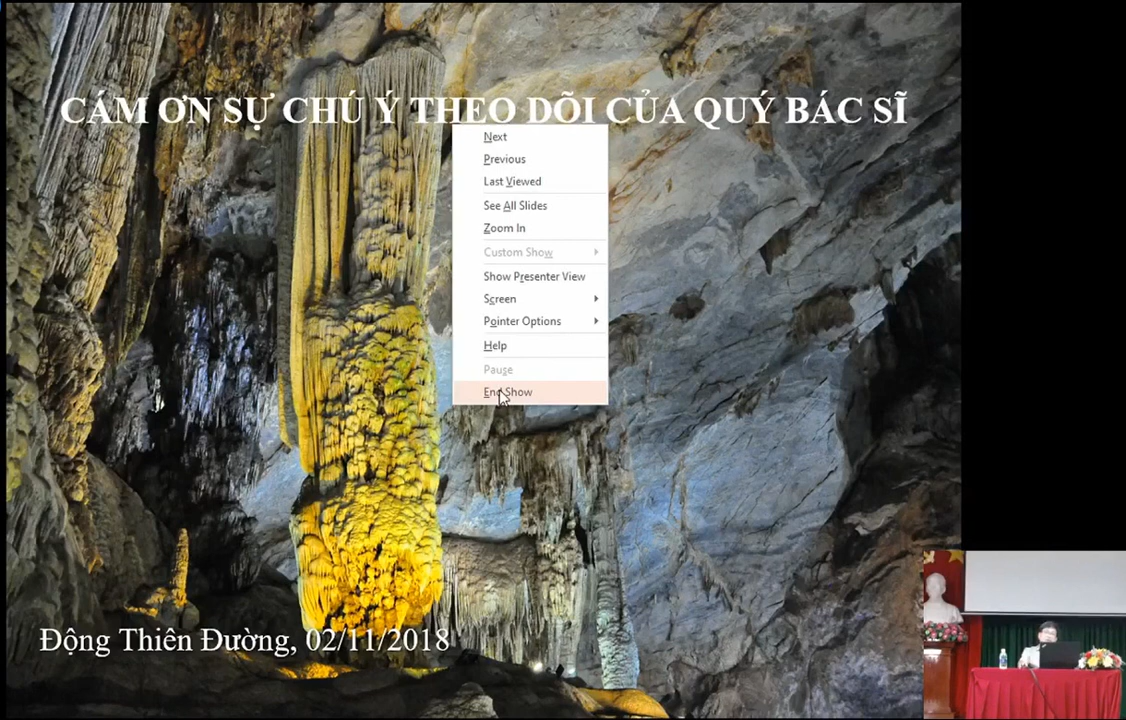 CÁM ƠN SỰ CHÚ Ý THEO DÕI CỦA QUÝ BÁC SĨ
Next
Previous
Last Viewed
See All Slides
Zoom In
Custom Show
Show Presenter View
Screen
Pointer Options
Help
Pause
End Show
Động Thiên Đường, 02/11/2018